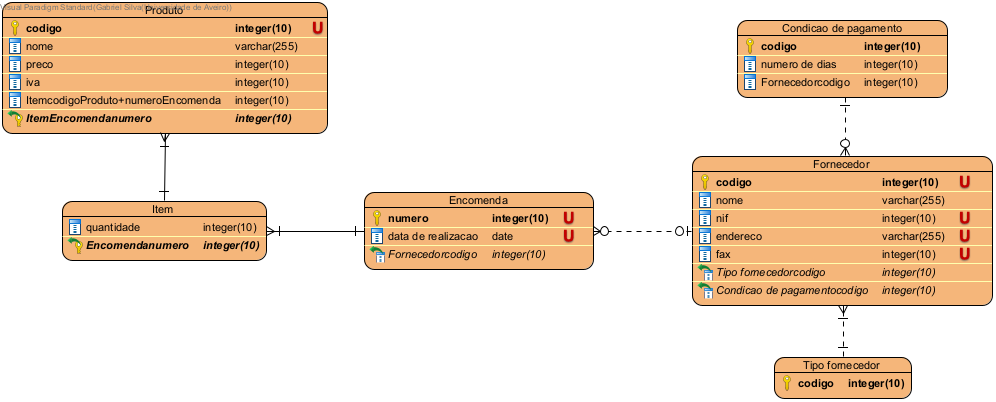 Visual Paradigm Standard(Gabriel Silva(Universidade de Aveiro))
Produto
codigo integer(10) U
nome varchar(255)
preco integer(10)
iva integer(10)
ItemcodigoProduto+numeroEncomenda integer(10)
ItemEncomendanumero integer(10)
Condicao de pagamento
codigo integer(10)
numero de dias integer(10)
Fornecedorcodigo integer(10)
Fornecedor
codigo integer(10) U
nome varchar(255)
nif integer(10) U
endereco varchar(255) U
fax integer(10) U
Tipo fornecedorcodigo integer(10)
Condicao de pagamentocodigo integer(10)
Item
quantidade integer(10)
Encomendanumero integer(10)
Encomenda
numero integer(10) U
data de realizacao date U
Fornecedorcodigo integer(10)
Tipo fornecedor
codigo integer(10)